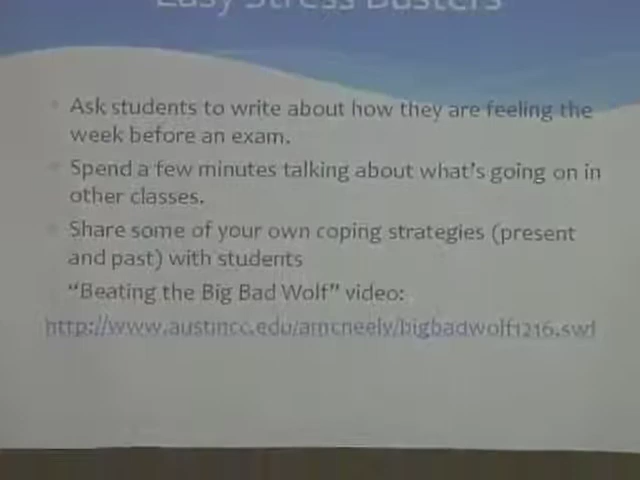 Easy Stress Busters
Ask students to write about how they are feeling the
week before an exam.
Spend a few minutes talking about what's going on in
other classes.
Share some of your own coping strategies (present
and past) with students
"Beating the Big Bad Wolf" video:
http://www.austincc.edu/amcneely/bigbadwolf1216.swf